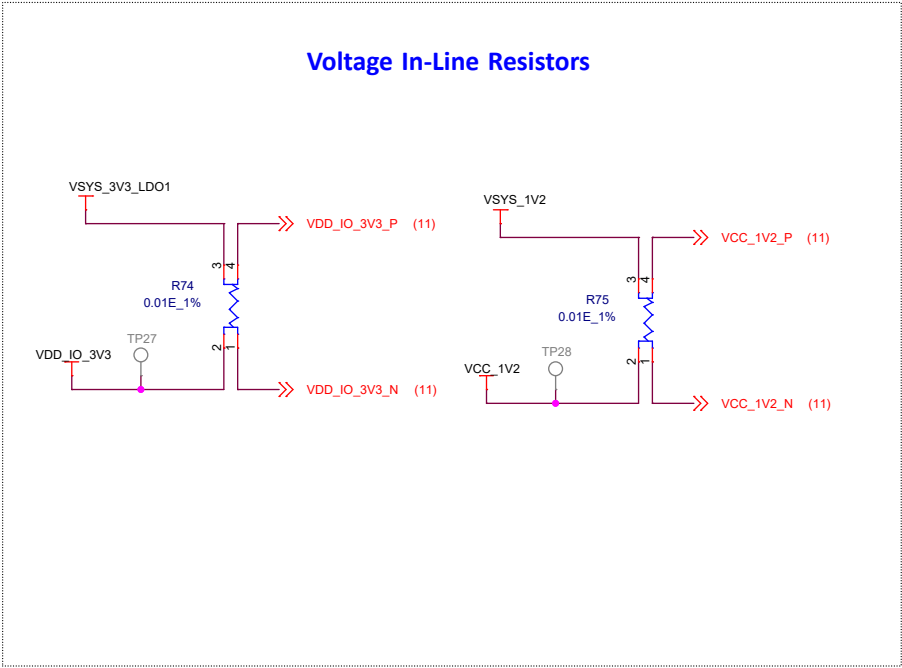 Voltage In-Line Resistors
VSYS_3V3_LDO1
VDD_IO_3V3_P (11)
3 4
R74
0.01E_1%
TP27
VDD_IO_3V3
2 1
VDD_IO_3V3_N (11)
VSYS_1V2
VCC_1V2_P (11)
3 4
R75
0.01E_1%
TP28
VCC_1V2
2 1
VCC_1V2_N (11)